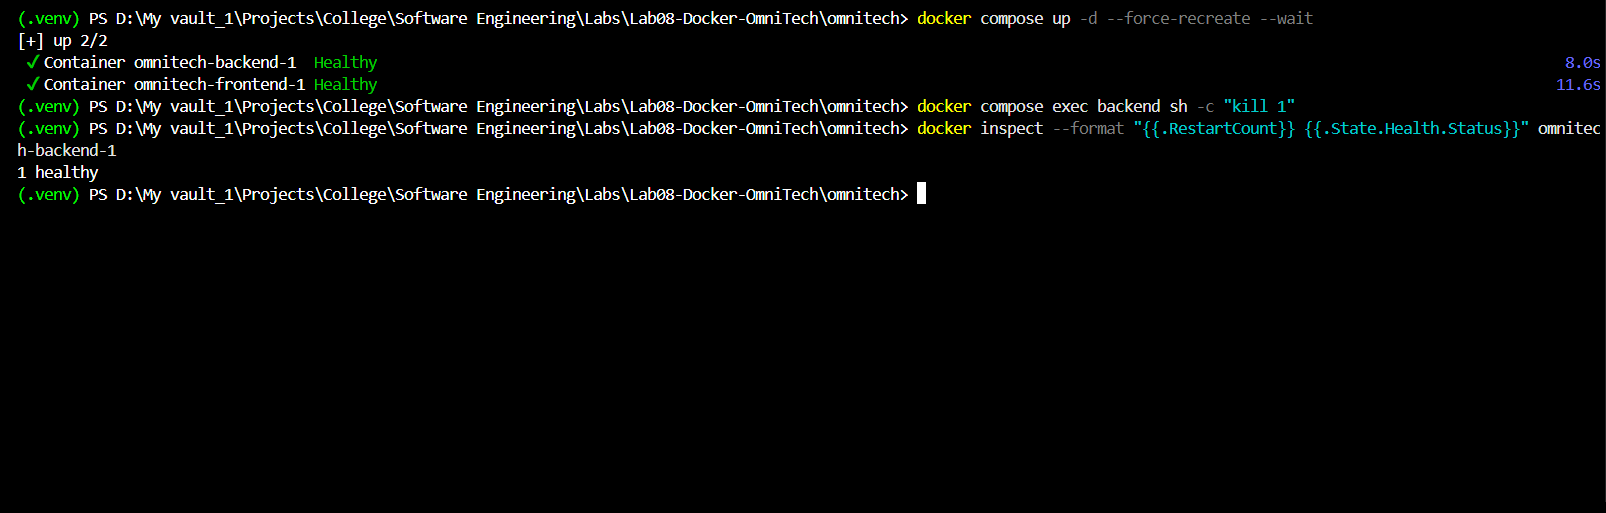 (.venv) PS D:\My vault_1\Projects\College\Software Engineering\Labs\Lab08-Docker-OmniTech\omnitech> docker compose up -d --force-recreate --wait
[+] up 2/2
✔ Container omnitech-backend-1  Healthy 8.0s
✔ Container omnitech-frontend-1 Healthy 11.6s
(.venv) PS D:\My vault_1\Projects\College\Software Engineering\Labs\Lab08-Docker-OmniTech\omnitech> docker compose exec backend sh -c "kill 1"
(.venv) PS D:\My vault_1\Projects\College\Software Engineering\Labs\Lab08-Docker-OmniTech\omnitech> docker inspect --format "{{.RestartCount}} {{.State.Health.Status}}" omnitec
h-backend-1
1 healthy
(.venv) PS D:\My vault_1\Projects\College\Software Engineering\Labs\Lab08-Docker-OmniTech\omnitech>